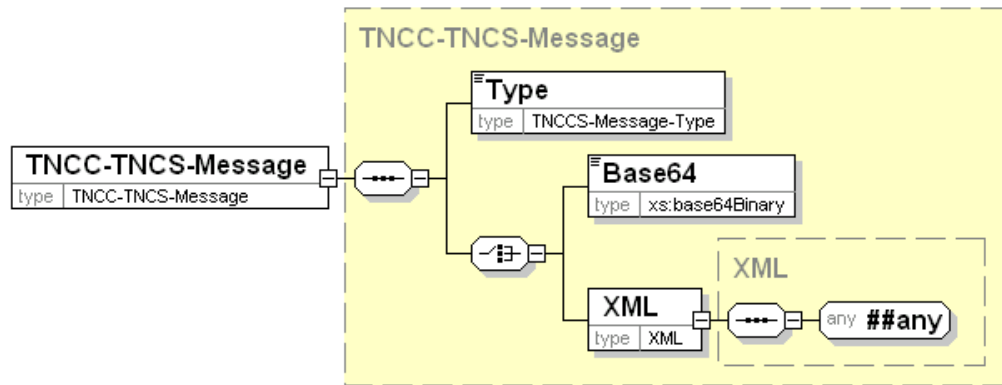 TNCC-TNCS-Message
Type
type TNCCS-Message-Type
TNCC-TNCS-Message
type TNCC-TNCS-Message
Base64
type xs:base64Binary
XML
XML
type XML
any ##any